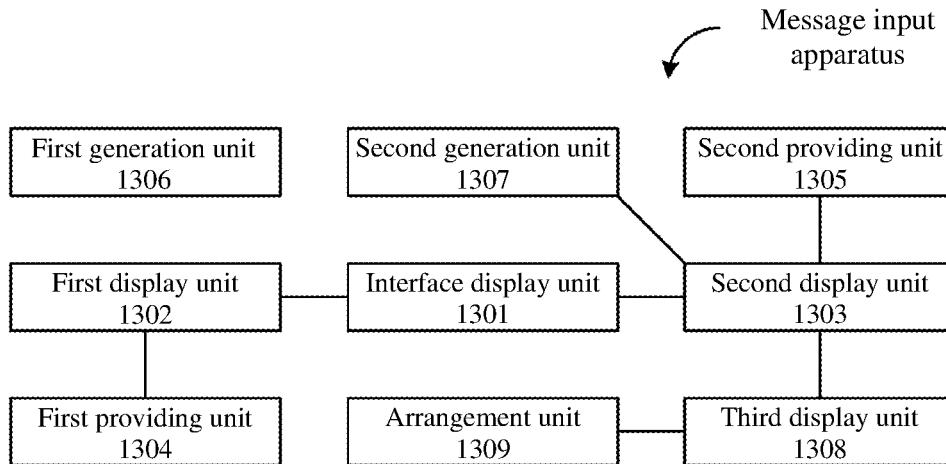 Message input
apparatus
First generation unit
1306
Second generation unit
1307
Second providing unit
1305
First display unit
1302
Interface display unit
1301
Second display unit
1303
First providing unit
1304
Arrangement unit
1309
Third display unit
1308